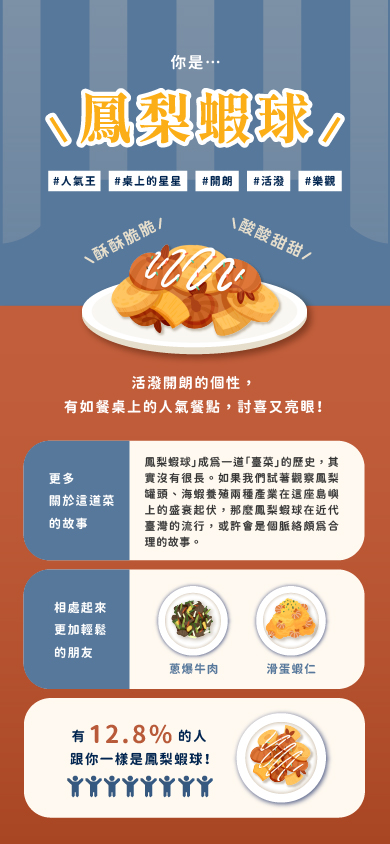 你是…
鳳梨蝦球
#人氣王 #桌上的星星 #開朗 #活潑 #樂觀
酥酥脆脆
酸酸甜甜
活潑開朗的個性，
有如餐桌上的人氣餐點，討喜又亮眼！
更多
關於這道菜
的故事
鳳梨蝦球」成為一道「臺菜」的歷史，其
實沒有很長。如果我們試著觀察鳳梨
罐頭、海蝦養殖兩種產業在這座島嶼
上的盛衰起伏，那麼鳳梨蝦球在近代
臺灣的流行，或許會是個脈絡頗為合
理的故事。
相處起來
更加輕鬆
的朋友
蔥爆牛肉
滑蛋蝦仁
有12.8%的人
跟你一樣是鳳梨蝦球！